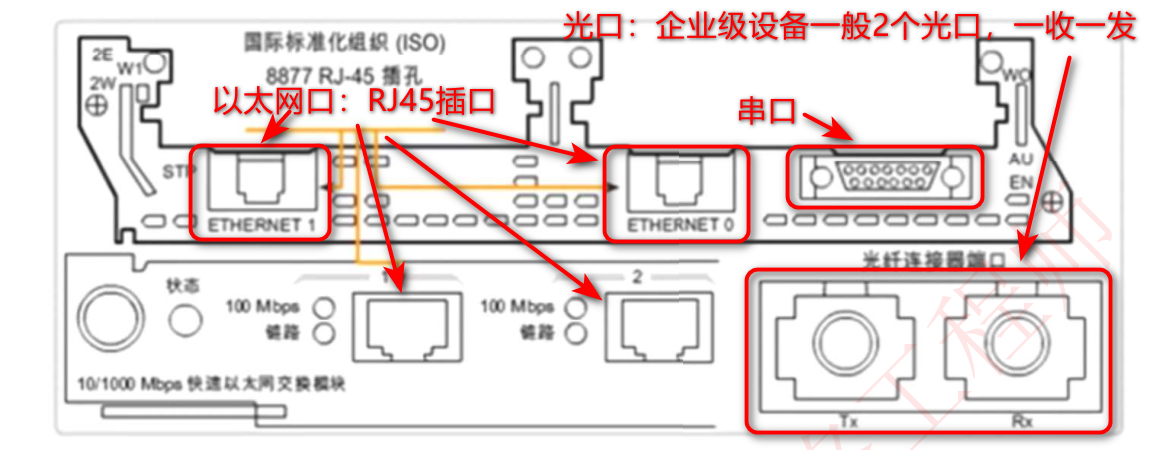 光口：企业级设备一般2个光口，一收一发
国际标准化组织 (ISO)
8877 RJ-45 插孔
以太网口：RJ45插口
串口
2E
W1
2W
WO
STP
AU
EN
ETHERNET 1
ETHERNET 0
光纤连接器端口
状态
1
2
100 Mbps
链路
100 Mbps
链路
10/1000 Mbps 快速以太网交换模块
Tx
Rx
工程师